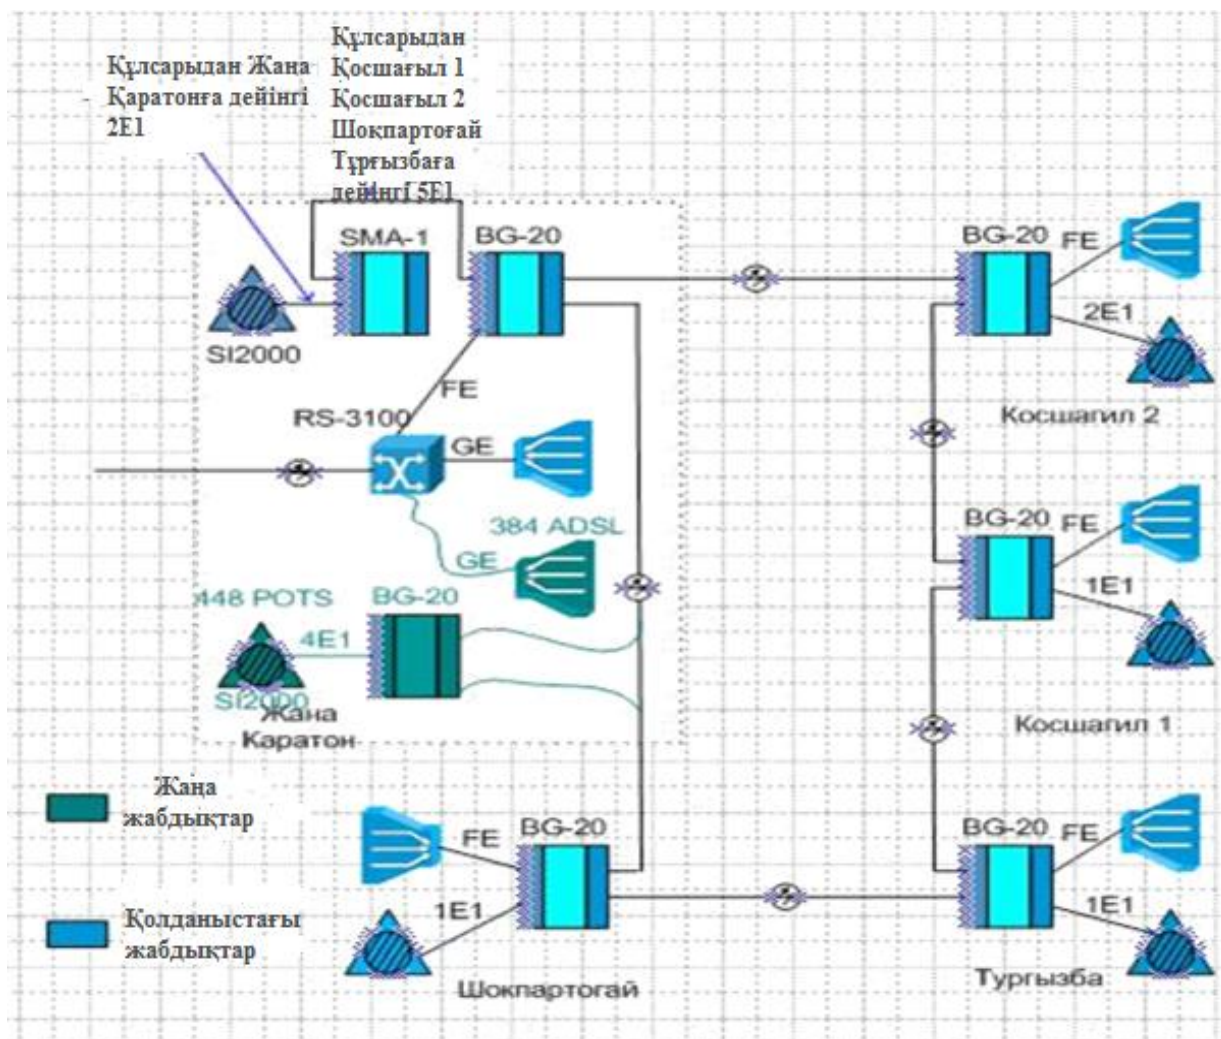 Құлсарыдан Жаңа
Қаратонға дейінгі
2Е1
Құлсарыдан
Қосшағыл 1
Қосшағыл 2
Шоқпартоғай
Тұрғызбаға
дейінгі 5Е1
SMA-1
BG-20
BG-20
FE
2E1
SI2000
FE
RS-3100
GE
Косшагил 2
384 ADSL
GE
BG-20
FE
1E1
448 POTS
BG-20
4E1
SI2000
Жана
Каратон
Косшагил 1
Жаңа
жабдықтар
BG-20
FE
1E1
BG-20
FE
1E1
Қолданыстағы
жабдықтар
Шокпартогай
Тургызба